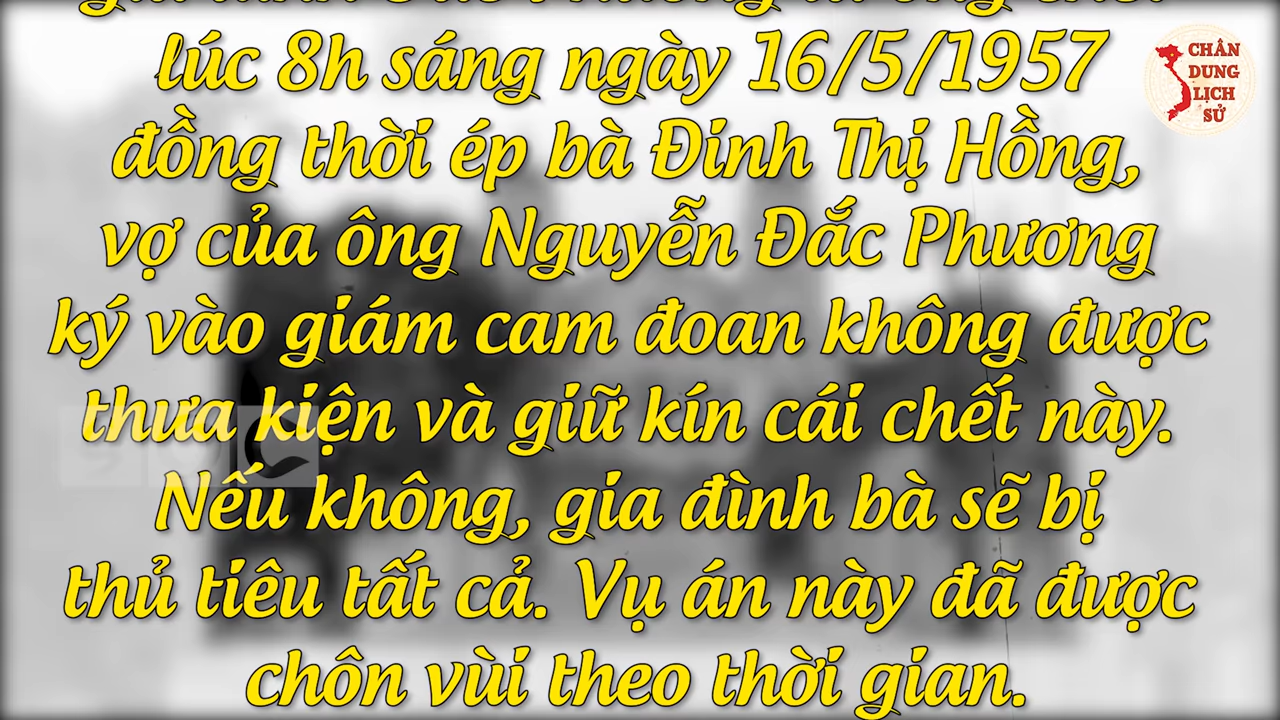 lúc 8h sáng ngày 16/5/1957
đồng thời ép bà Đinh Thị Hồng,
vợ của ông Nguyễn Đắc Phương
ký vào giám cam đoan không được
thưa kiện và giữ kín cái chết này.
Nếu không, gia đình bà sẽ bị
thủ tiêu tất cả. Vụ án này đã được
chôn vùi theo thời gian.
CHÂN
DUNG
LỊCH
SỬ